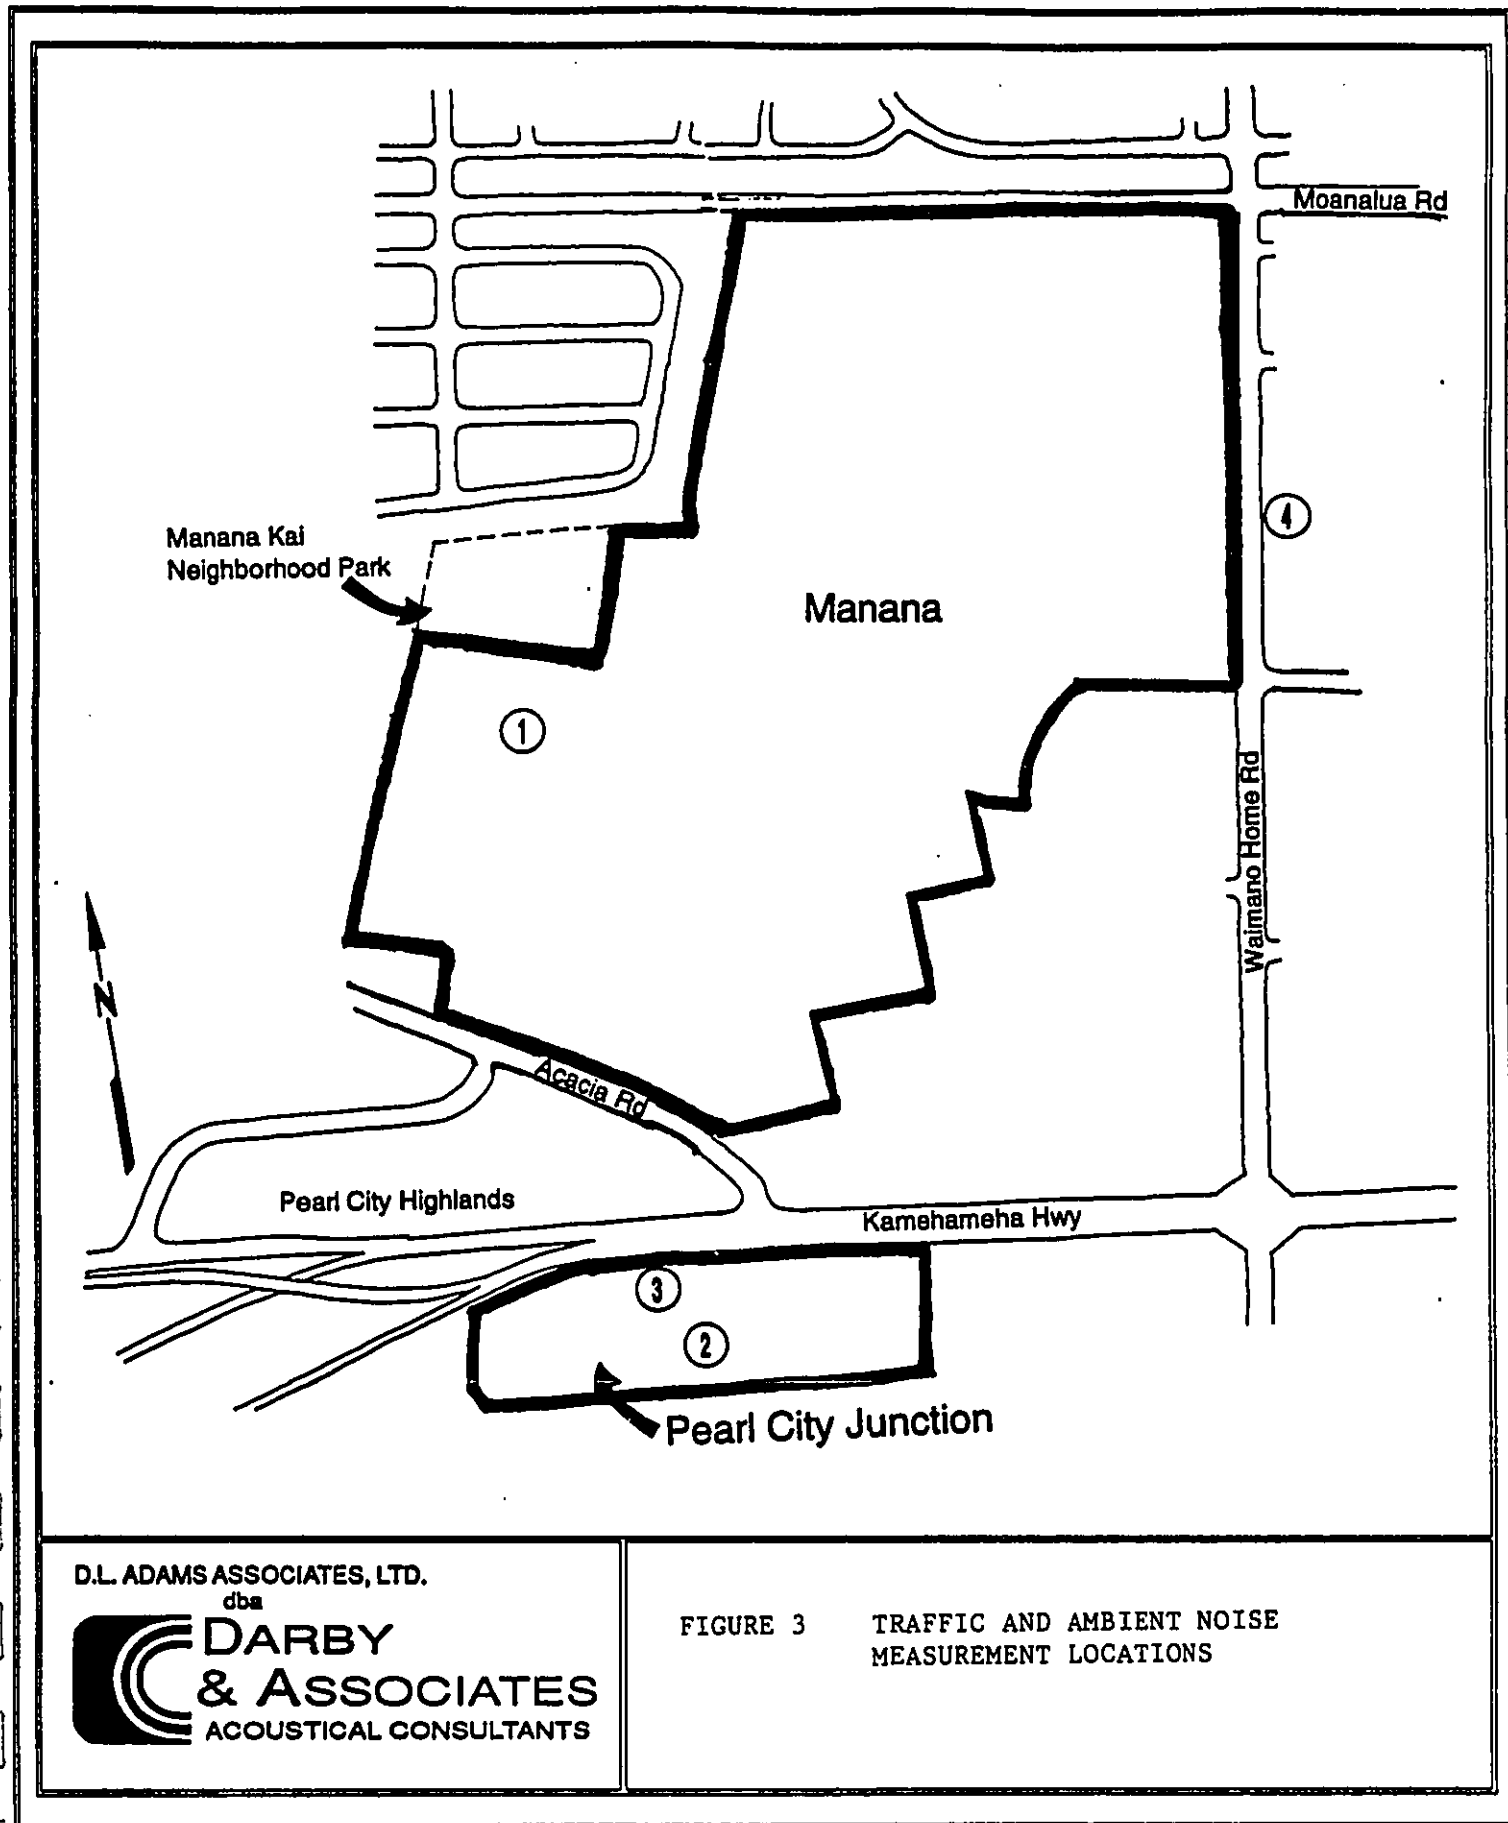 Moanalua Rd
Manana Kai
Neighborhood Park
4
Manana
1
Waimano Home Rd
N
Acacia Rd
Pearl City Highlands
Kamehameha Hwy
3
2
Pearl City Junction
D.L. ADAMS ASSOCIATES, LTD.
dba
DARBY
& ASSOCIATES
ACOUSTICAL CONSULTANTS
FIGURE 3 TRAFFIC AND AMBIENT NOISE
MEASUREMENT LOCATIONS